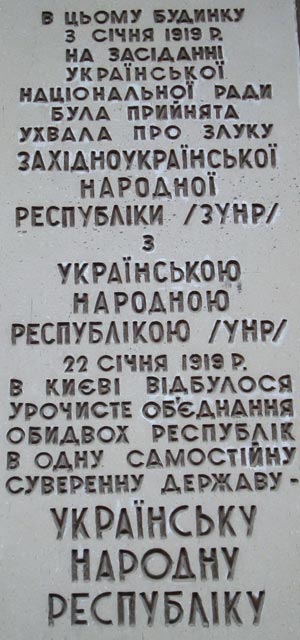 В ЦЬОМУ БУДИНКУ
3 СІЧНЯ 1919 Р.
НА ЗАСІДАННІ
УКРАЇНСЬКОЇ
НАЦІОНАЛЬНОЇ РАДИ
БУЛА ПРИЙНЯТА
УХВАЛА ПРО ЗЛУКУ
ЗАХІДНОУКРАЇНСЬКОЇ
НАРОДНОЇ
РЕСПУБЛІКИ /ЗУНР/
З
УКРАЇНСЬКОЮ
НАРОДНОЮ
РЕСПУБЛІКОЮ /УНР/
22 СІЧНЯ 1919 Р.
В КИЄВІ ВІДБУЛОСЯ
УРОЧИСТЕ ОБ'ЄДНАННЯ
ОБИДВОХ РЕСПУБЛІК
В ОДНУ САМОСТІЙНУ
СУВЕРЕННУ ДЕРЖАВУ -
УКРАЇНСЬКУ
НАРОДНУ
РЕСПУБЛІКУ